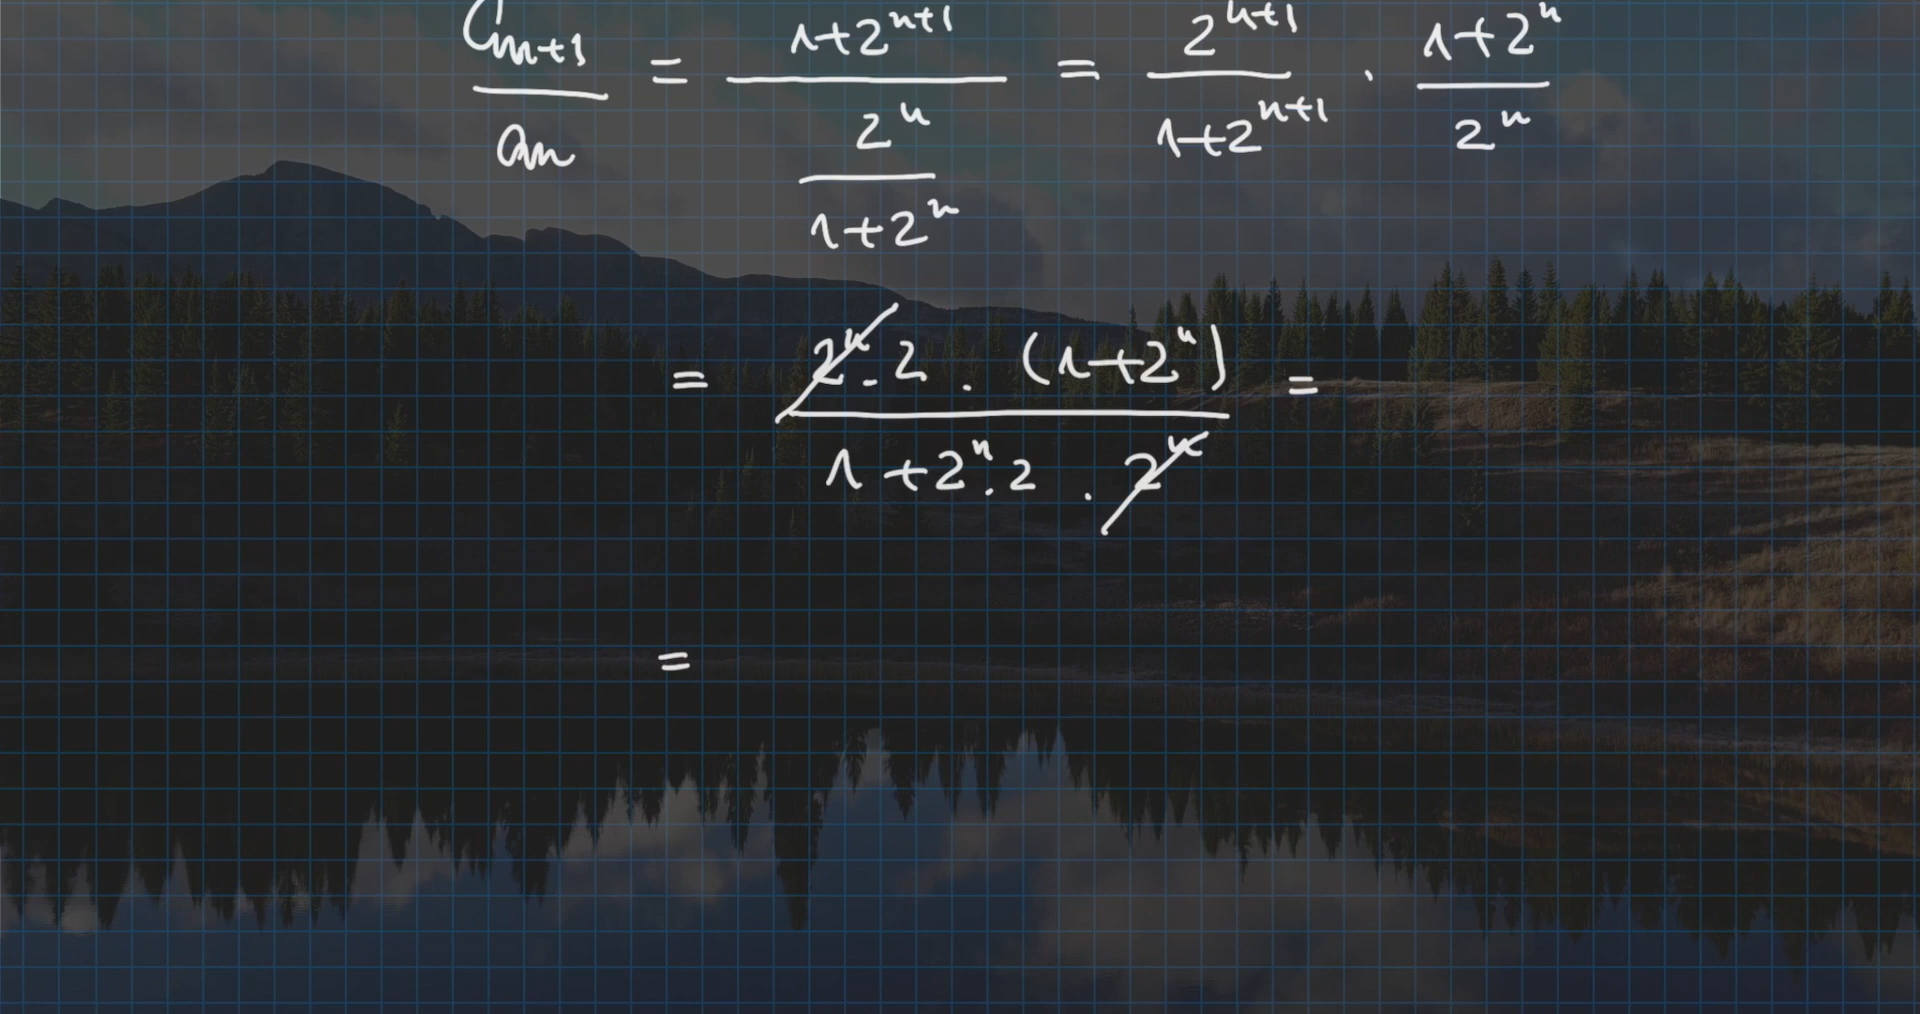 a_{n+1} / a_n = 1+2^{n+1} / (2^n / 1+2^n) = 2^{n+1} / 1+2^{n+1} · 1+2^n / 2^n
= 2^n · 2 · (1+2^n) / 1+2^n · 2 · 2^n =
=